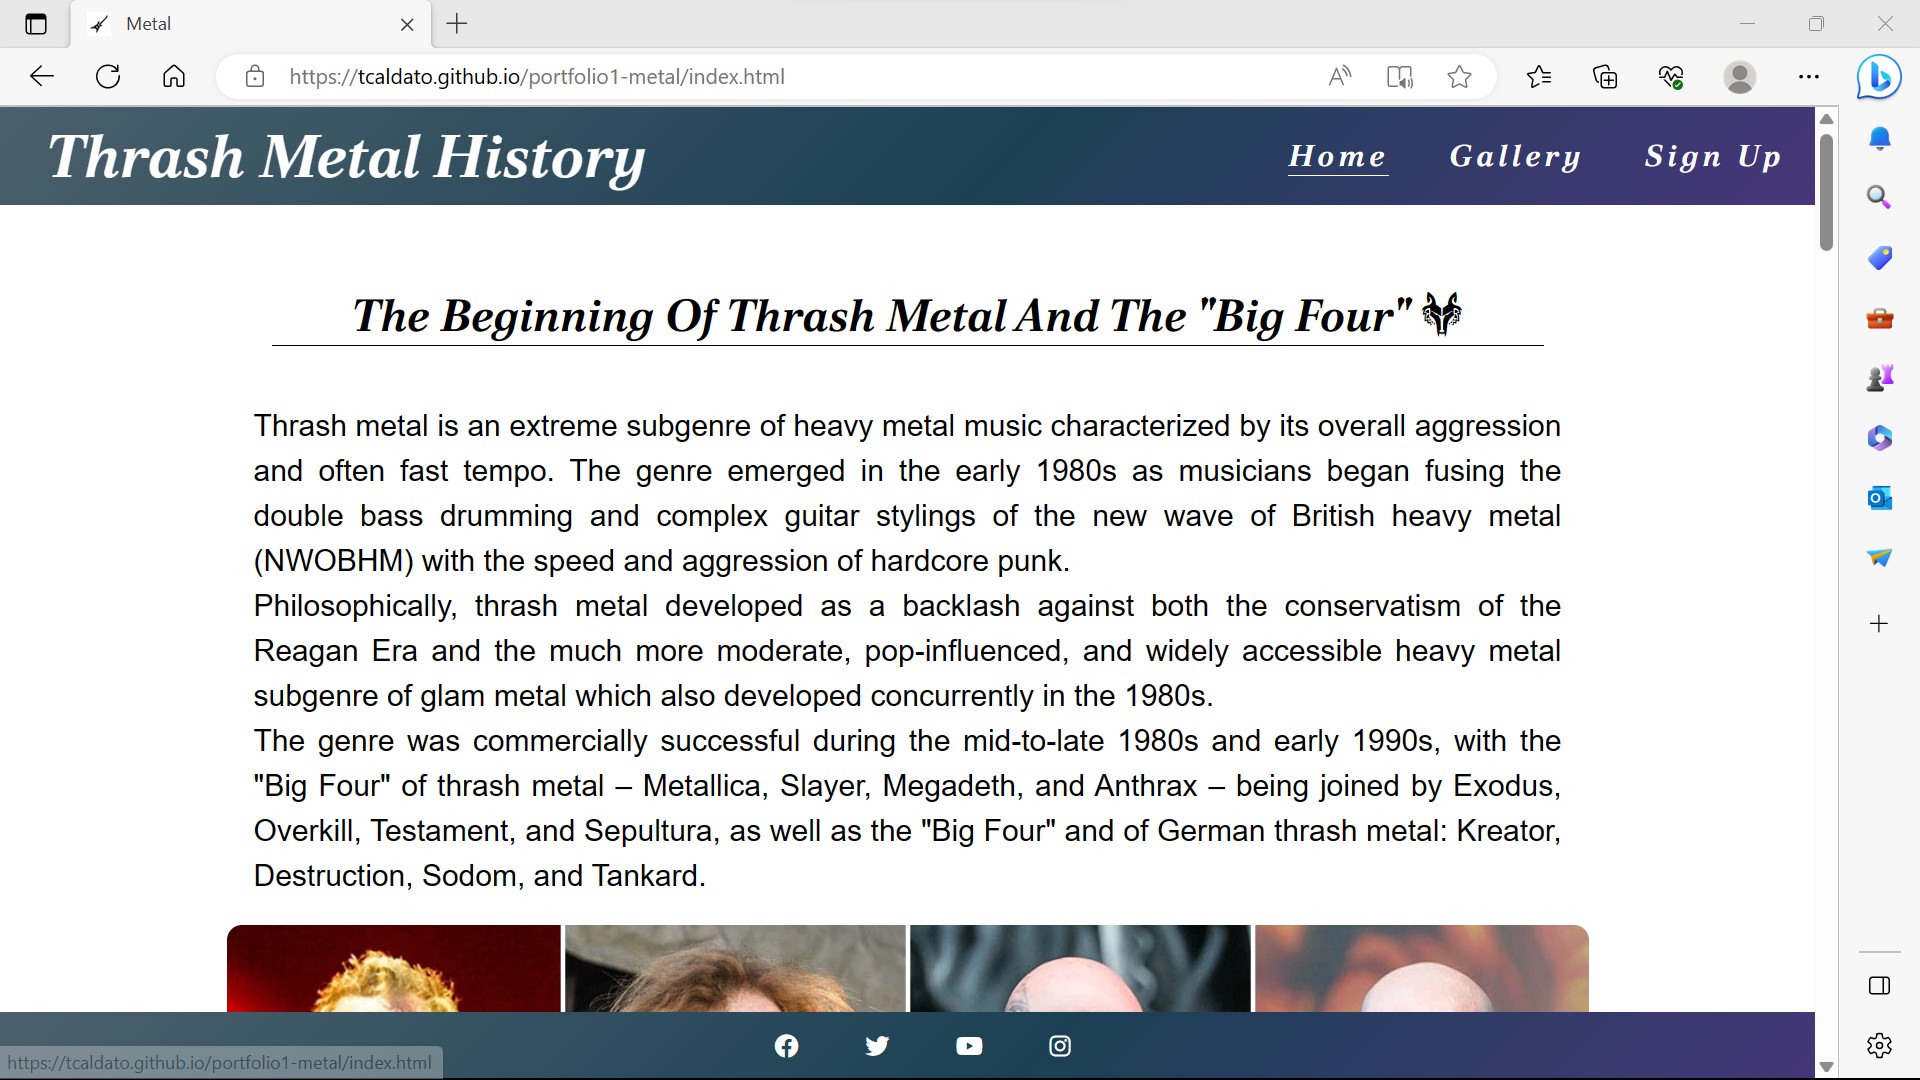 Metal
https://tcaldato.github.io/portfolio1-metal/index.html
Thrash Metal History
Home Gallery Sign Up
The Beginning Of Thrash Metal And The "Big Four"
Thrash metal is an extreme subgenre of heavy metal music characterized by its overall aggression
and often fast tempo. The genre emerged in the early 1980s as musicians began fusing the
double bass drumming and complex guitar stylings of the new wave of British heavy metal
(NWOBHM) with the speed and aggression of hardcore punk.
Philosophically, thrash metal developed as a backlash against both the conservatism of the
Reagan Era and the much more moderate, pop-influenced, and widely accessible heavy metal
subgenre of glam metal which also developed concurrently in the 1980s.
The genre was commercially successful during the mid-to-late 1980s and early 1990s, with the
"Big Four" of thrash metal – Metallica, Slayer, Megadeth, and Anthrax – being joined by Exodus,
Overkill, Testament, and Sepultura, as well as the "Big Four" and of German thrash metal: Kreator,
Destruction, Sodom, and Tankard.
https://tcaldato.github.io/portfolio1-metal/index.html